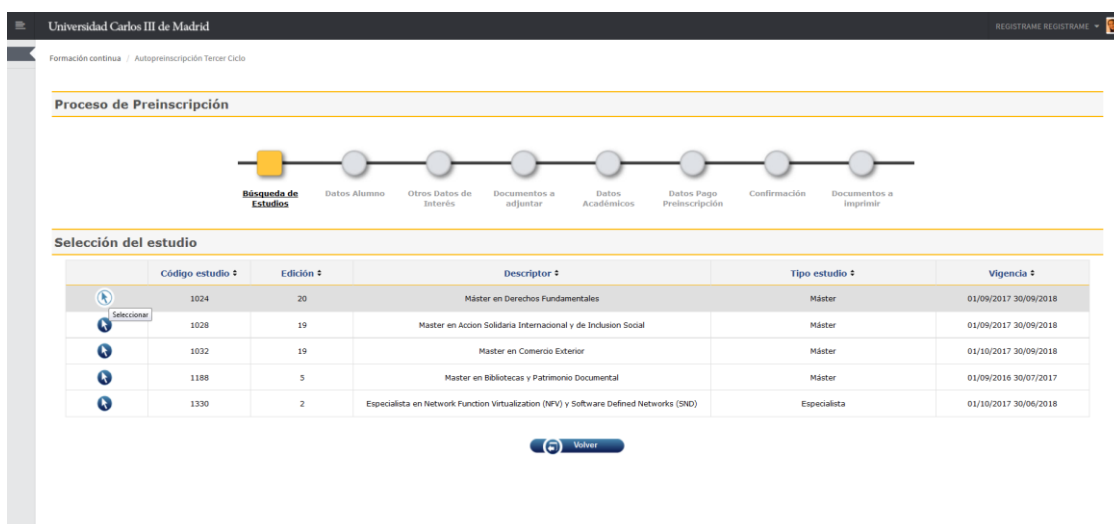 Universidad Carlos III de Madrid
REGISTRAME REGISTRAME
Formación continua / Autopreinscripción Tercer Ciclo
Proceso de Preinscripción
Búsqueda de Estudios
Datos Alumno
Otros Datos de Interés
Documentos a adjuntar
Datos Académicos
Datos Pago Preinscripción
Confirmación
Documentos a imprimir
Selección del estudio
Código estudio Edición Descriptor Tipo estudio Vigencia
1024 20 Máster en Derechos Fundamentales Máster 01/09/2017 30/09/2018
Seleccionar
1028 19 Master en Accion Solidaria Internacional y de Inclusion Social Máster 01/09/2017 30/09/2018
1032 19 Master en Comercio Exterior Máster 01/10/2017 30/09/2018
1188 5 Master en Bibliotecas y Patrimonio Documental Máster 01/09/2016 30/07/2017
1330 2 Especialista en Network Function Virtualization (NFV) y Software Defined Networks (SND) Especialista 01/10/2017 30/06/2018
Volver